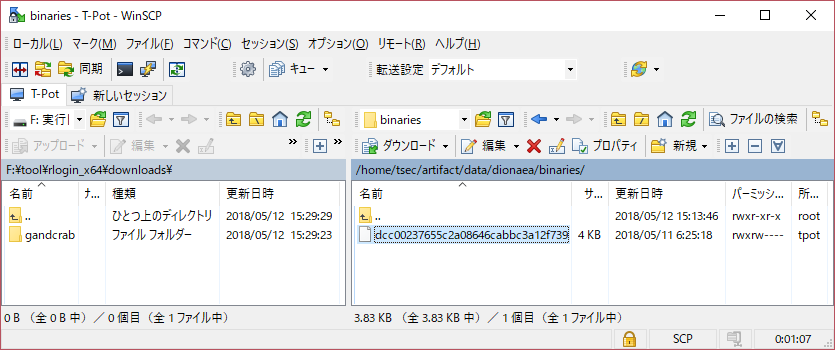 binaries - T-Pot - WinSCP
ローカル(L) マーク(M) ファイル(F) コマンド(C) セッション(S) オプション(O) リモート(R) ヘルプ(H)
同期 キュー 転送設定 デフォルト
T-Pot 新しいセッション
F: 実行 binaries ファイルの検索
アップロード 編集 ダウンロード 編集 プロパティ 新規
F:¥tool¥rlogin_x64¥downloads¥ /home/tsec/artifact/data/dionaea/binaries/
名前 サ... 種類 更新日時 名前 サ... 更新日時 パーミッシ... 所...
.. ひとつ上のディレクトリ 2018/05/12 15:29:29 .. 2018/05/12 15:13:46 rwxr-xr-x root
gandcrab ファイル フォルダー 2018/05/12 15:29:23 dcc00237655c2a08646cabbc3a12f739 4 KB 2018/05/11 6:25:18 rwxrw---- tpot
0 B (全 0 B 中) / 0 個目 (全 1 ファイル中) 3.83 KB (全 3.83 KB 中) / 1 個目 (全 1 ファイル中)
SCP 0:01:07